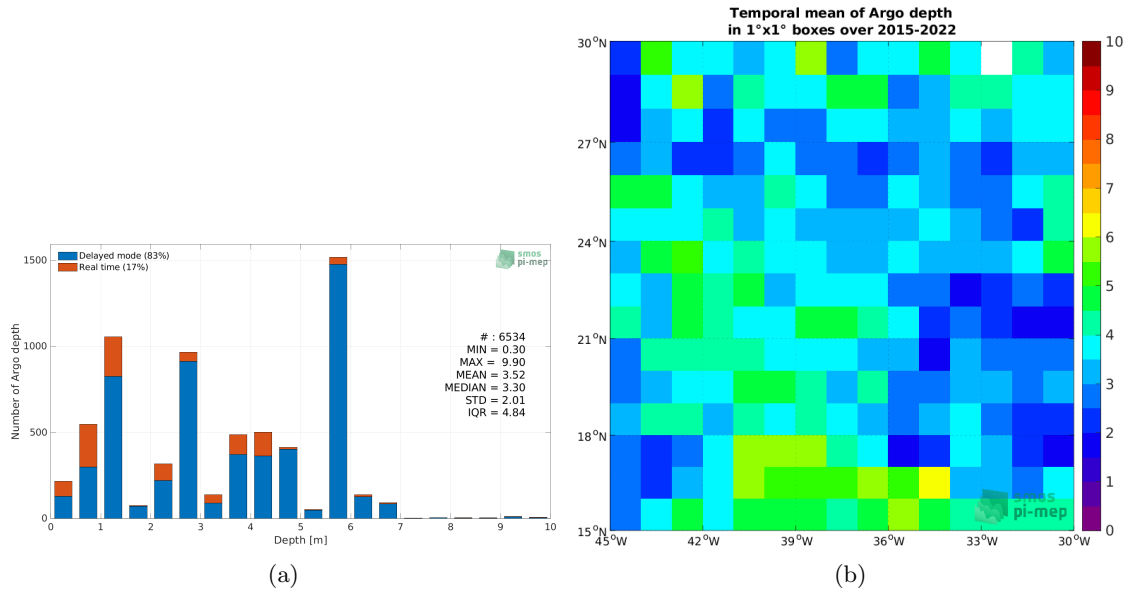 Delayed mode (83%)
Real time (17%)
smos
pi-mep
# : 6534
MIN = 0.30
MAX = 9.90
MEAN = 3.52
MEDIAN = 3.30
STD = 2.01
IQR = 4.84
1500
1000
500
0
Number of Argo depth
0 1 2 3 4 5 6 7 8 9 10
Depth [m]
(a)
Temporal mean of Argo depth
in 1°x1° boxes over 2015-2022
30°N
27°N
24°N
21°N
18°N
15°N
45°W 42°W 39°W 36°W 33°W 30°W
smos
pi-mep
10
9
8
7
6
5
4
3
2
1
0
(b)